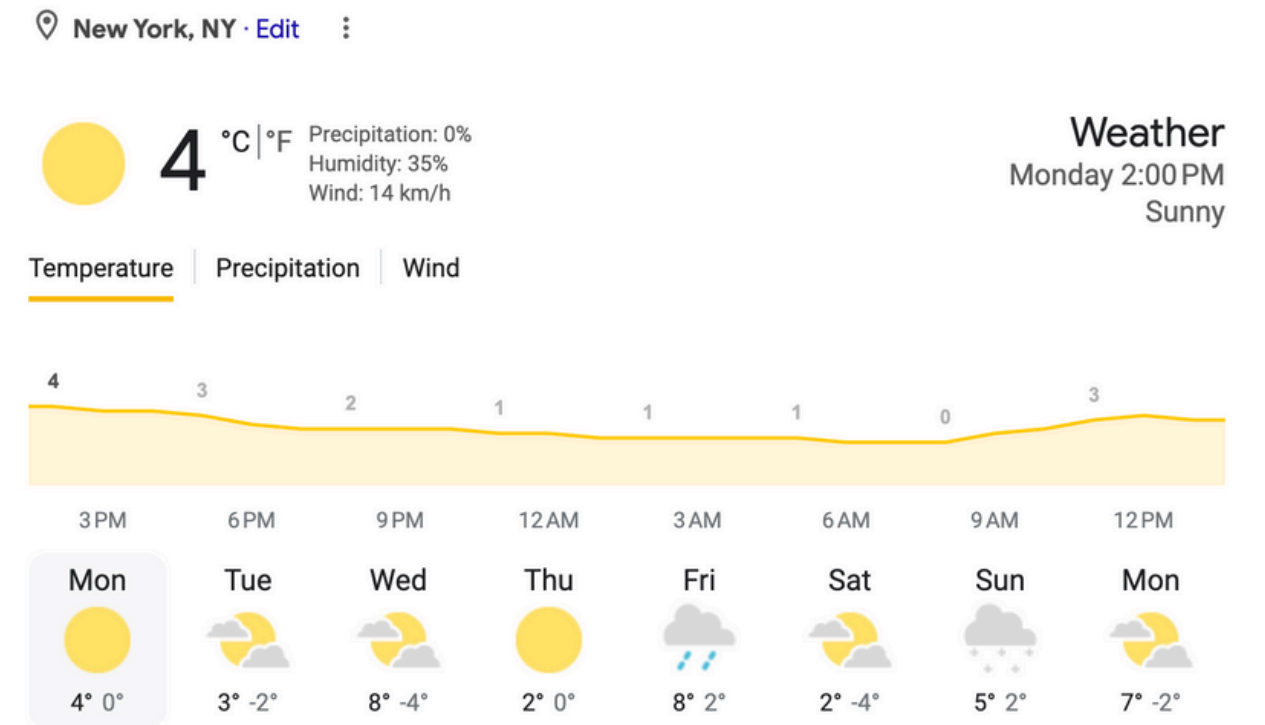 New York, NY · Edit
4 °C | °F
Precipitation: 0%
Humidity: 35%
Wind: 14 km/h
Weather
Monday 2:00 PM
Sunny
Temperature Precipitation Wind
4 3 2 1 1 1 0 3
3 PM 6 PM 9 PM 12 AM 3 AM 6 AM 9 AM 12 PM
Mon Tue Wed Thu Fri Sat Sun Mon
4° 0° 3° -2° 8° -4° 2° 0° 8° 2° 2° -4° 5° 2° 7° -2°